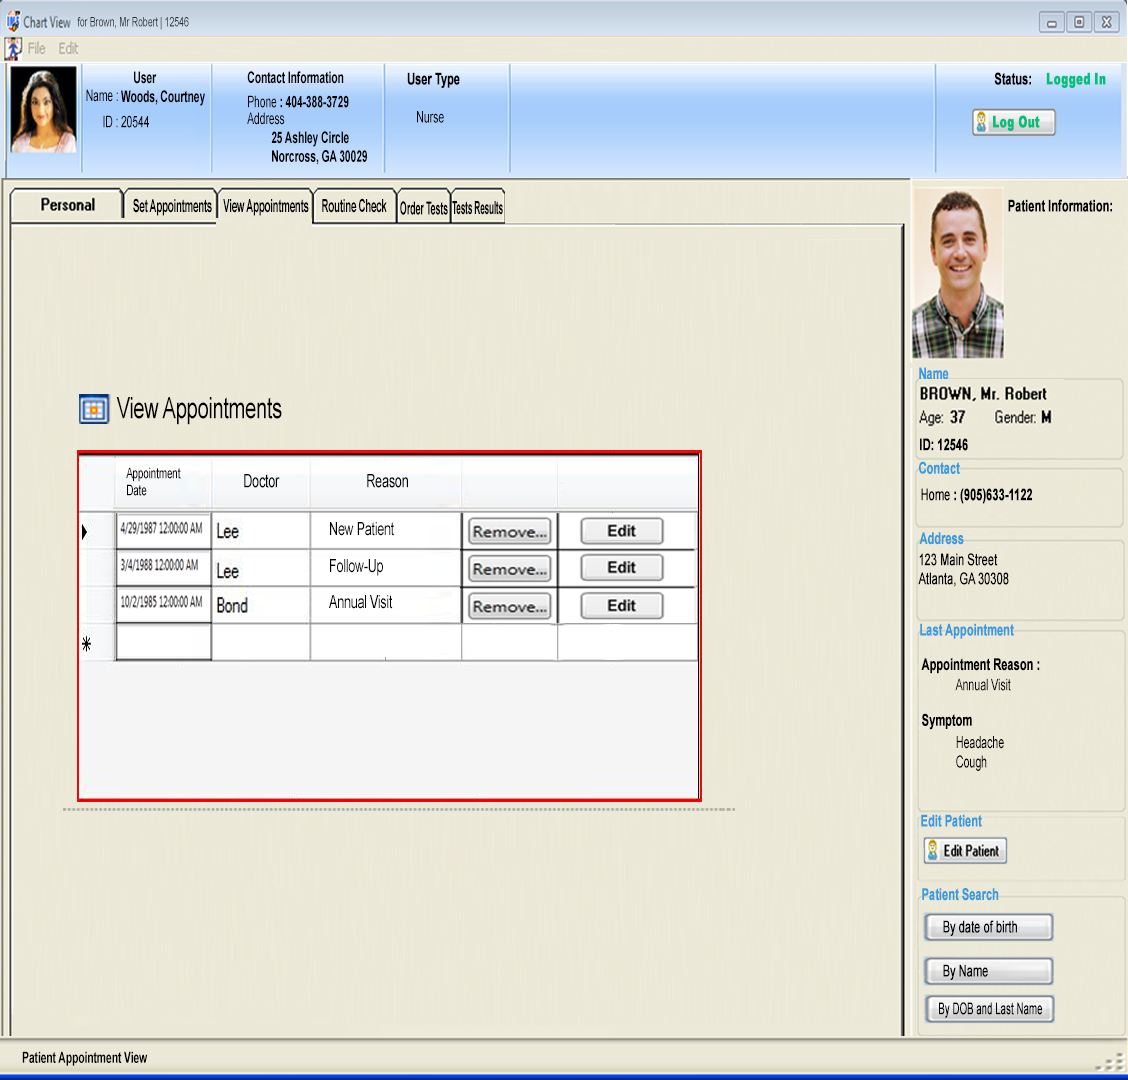 Chart View for Brown, Mr Robert | 12546
File Edit
User
Name : Woods, Courtney
ID : 20544
Contact Information
Phone : 404-388-3729
Address
25 Ashley Circle
Norcross, GA 30029
User Type
Nurse
Status: Logged In
Log Out
Personal Set Appointments View Appointments Routine Check Order Tests Tests Results
View Appointments
Appointment
Date
Doctor Reason
4/29/1987 12:00:00 AM Lee New Patient Remove... Edit
3/4/1988 12:00:00 AM Lee Follow-Up Remove... Edit
10/2/1985 12:00:00 AM Bond Annual Visit Remove... Edit
Patient Information:
Name
BROWN, Mr. Robert
Age: 37 Gender: M
ID: 12546
Contact
Home : (905)633-1122
Address
123 Main Street
Atlanta, GA 30308
Last Appointment
Appointment Reason :
Annual Visit
Symptom
Headache
Cough
Edit Patient
Edit Patient
Patient Search
By date of birth
By Name
By DOB and Last Name
Patient Appointment View